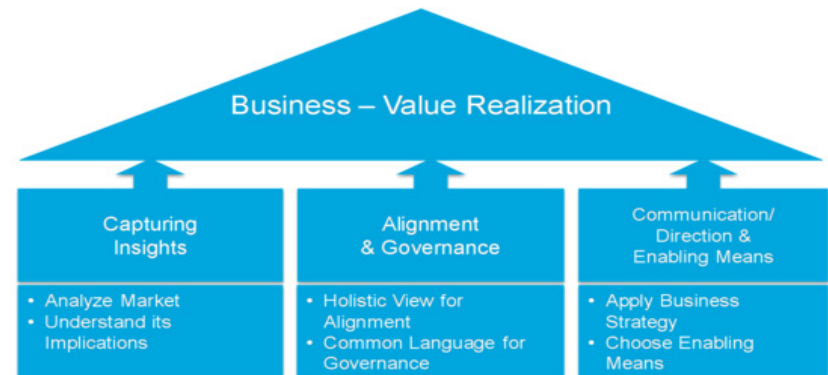 Business – Value Realization
Capturing
Insights
• Analyze Market
• Understand its
Implications
Alignment
& Governance
• Holistic View for
Alignment
• Common Language for
Governance
Communication/
Direction &
Enabling Means
• Apply Business
Strategy
• Choose Enabling
Means